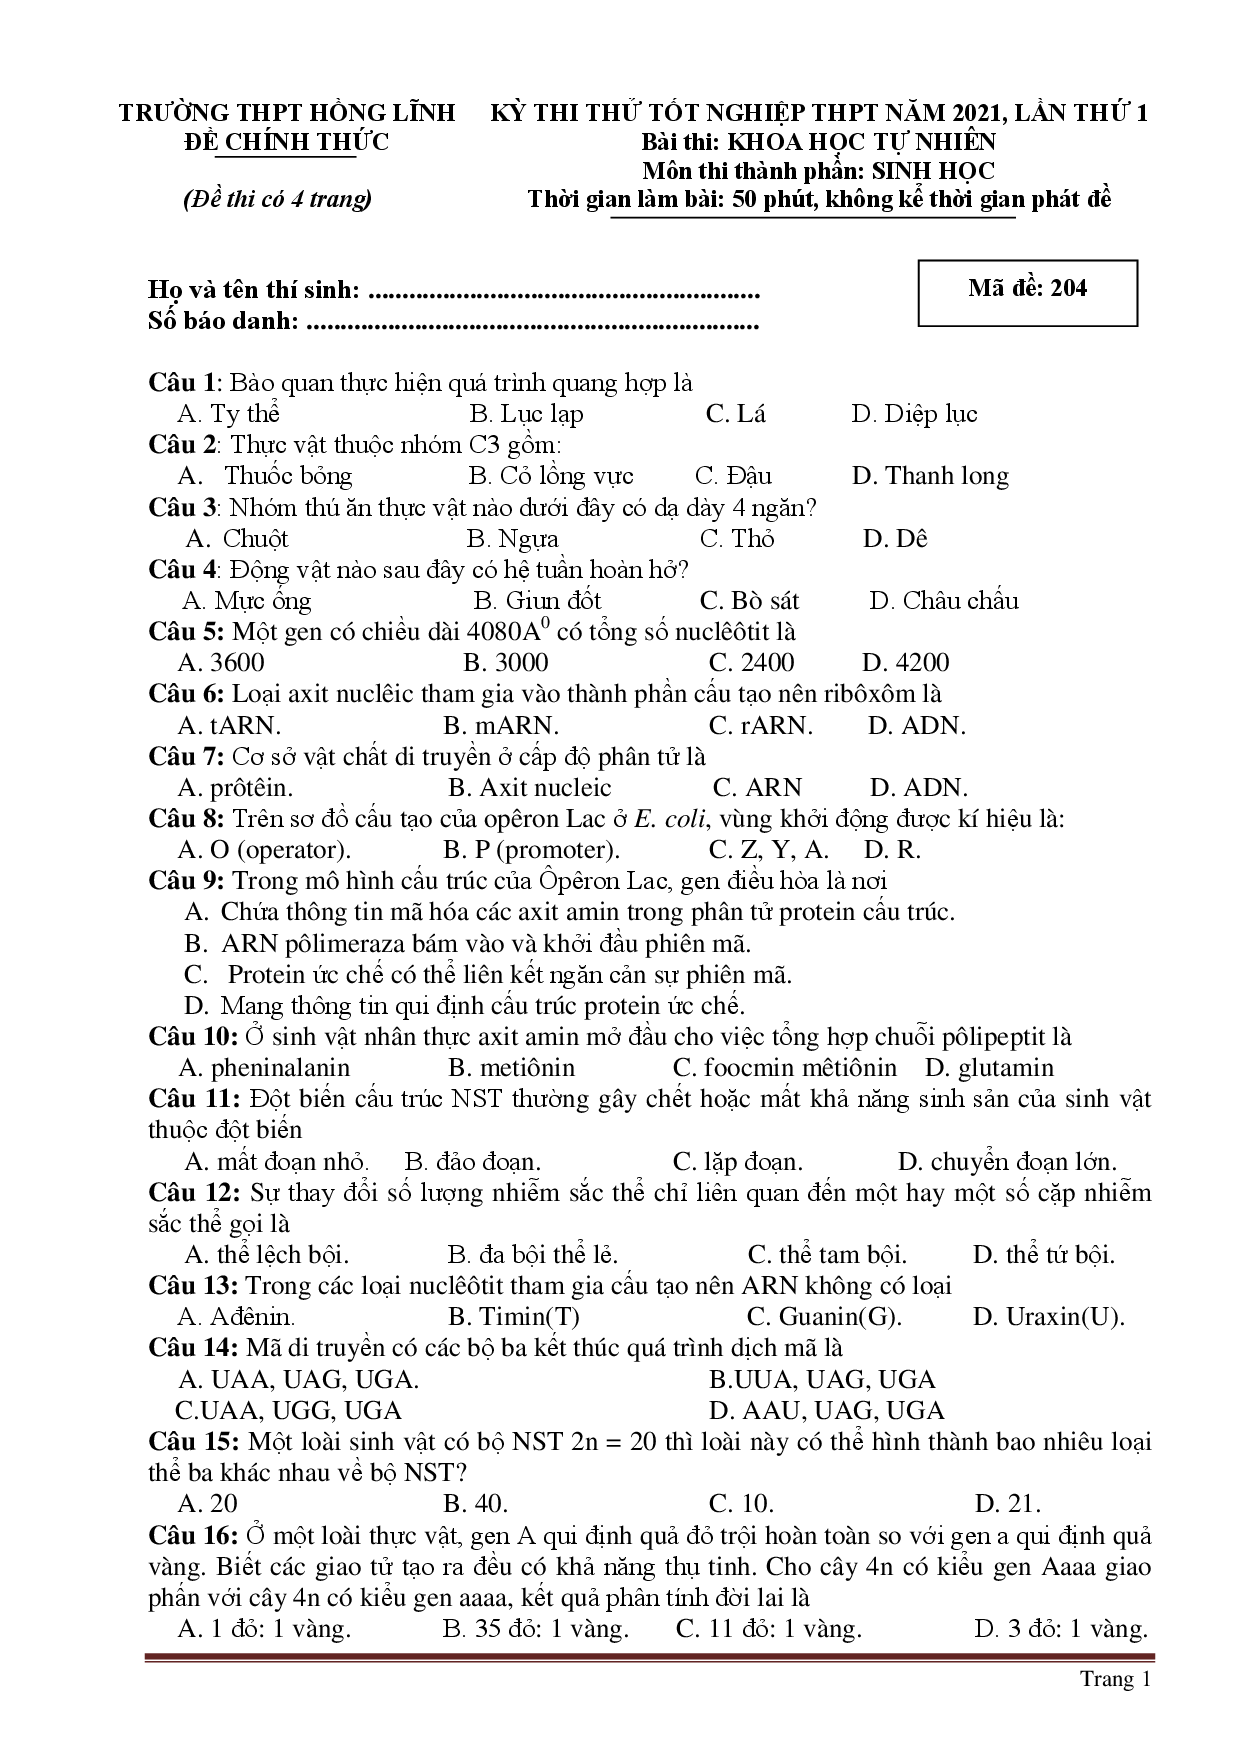 TRƯỜNG THPT HỒNG LĨNH
ĐỀ CHÍNH THỨC
(Đề thi có 4 trang)
KỲ THI THỬ TỐT NGHIỆP THPT NĂM 2021, LẦN THỨ 1
Bài thi: KHOA HỌC TỰ NHIÊN
Môn thi thành phần: SINH HỌC
Thời gian làm bài: 50 phút, không kể thời gian phát đề
Họ và tên thí sinh: ..........................................................
Số báo danh: ...................................................................
Mã đề: 204
Câu 1: Bào quan thực hiện quá trình quang hợp là
A. Ty thể B. Lục lạp C. Lá D. Diệp lục
Câu 2: Thực vật thuộc nhóm C3 gồm:
A. Thuốc bỏng B. Cỏ lồng vực C. Đậu D. Thanh long
Câu 3: Nhóm thú ăn thực vật nào dưới đây có dạ dày 4 ngăn?
A. Chuột B. Ngựa C. Thỏ D. Dê
Câu 4: Động vật nào sau đây có hệ tuần hoàn hở?
A. Mực ống B. Giun đốt C. Bò sát D. Châu chấu
Câu 5: Một gen có chiều dài 4080A⁰ có tổng số nuclêôtit là
A. 3600 B. 3000 C. 2400 D. 4200
Câu 6: Loại axit nuclêic tham gia vào thành phần cấu tạo nên ribôxôm là
A. tARN. B. mARN. C. rARN. D. ADN.
Câu 7: Cơ sở vật chất di truyền ở cấp độ phân tử là
A. prôtêin. B. Axit nucleic C. ARN D. ADN.
Câu 8: Trên sơ đồ cấu tạo của opêron Lac ở E. coli, vùng khởi động được kí hiệu là:
A. O (operator). B. P (promoter). C. Z, Y, A. D. R.
Câu 9: Trong mô hình cấu trúc của Ôpêron Lac, gen điều hòa là nơi
A. Chứa thông tin mã hóa các axit amin trong phân tử protein cấu trúc.
B. ARN pôlimeraza bám vào và khởi đầu phiên mã.
C. Protein ức chế có thể liên kết ngăn cản sự phiên mã.
D. Mang thông tin qui định cấu trúc protein ức chế.
Câu 10: Ở sinh vật nhân thực axit amin mở đầu cho việc tổng hợp chuỗi pôlipeptit là
A. pheninalanin B. metiônin C. foocmin mêtiônin D. glutamin
Câu 11: Đột biến cấu trúc NST thường gây chết hoặc mất khả năng sinh sản của sinh vật
thuộc đột biến
A. mất đoạn nhỏ. B. đảo đoạn. C. lặp đoạn. D. chuyển đoạn lớn.
Câu 12: Sự thay đổi số lượng nhiễm sắc thể chỉ liên quan đến một hay một số cặp nhiễm
sắc thể gọi là
A. thể lệch bội. B. đa bội thể lẻ. C. thể tam bội. D. thể tứ bội.
Câu 13: Trong các loại nuclêôtit tham gia cấu tạo nên ARN không có loại
A. Ađênin. B. Timin(T) C. Guanin(G). D. Uraxin(U).
Câu 14: Mã di truyền có các bộ ba kết thúc quá trình dịch mã là
A. UAA, UAG, UGA. B.UUA, UAG, UGA
C.UAA, UGG, UGA D. AAU, UAG, UGA
Câu 15: Một loài sinh vật có bộ NST 2n = 20 thì loài này có thể hình thành bao nhiêu loại
thể ba khác nhau về bộ NST?
A. 20 B. 40. C. 10. D. 21.
Câu 16: Ở một loài thực vật, gen A qui định quả đỏ trội hoàn toàn so với gen a qui định quả
vàng. Biết các giao tử tạo ra đều có khả năng thụ tinh. Cho cây 4n có kiểu gen Aaaa giao
phấn với cây 4n có kiểu gen aaaa, kết quả phân tính đời lai là
A. 1 đỏ: 1 vàng. B. 35 đỏ: 1 vàng. C. 11 đỏ: 1 vàng. D. 3 đỏ: 1 vàng.
Trang 1